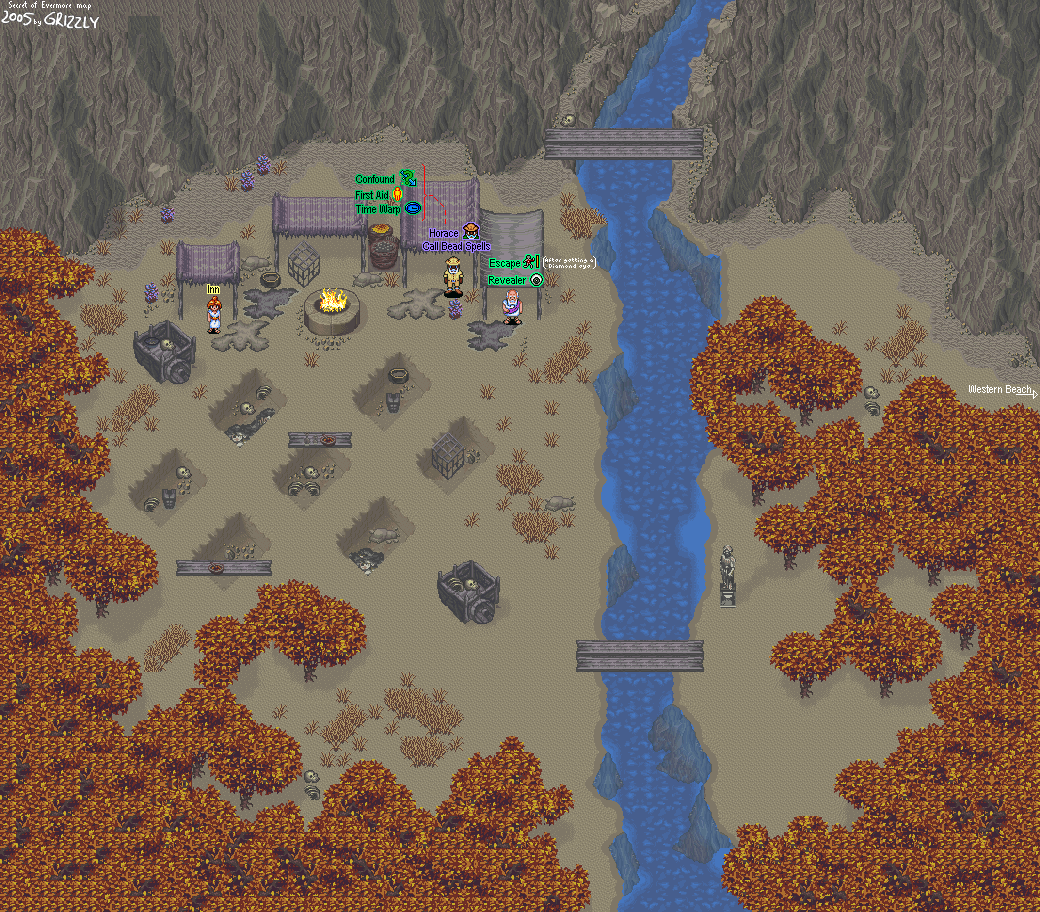 Secret of Evermore map
2005 by GRIZZLY
Confound
First Aid
Time Warp
Horace
Call Bead Spells
Escape
After getting a
Diamond eye
Revealer
Inn
Western Beach